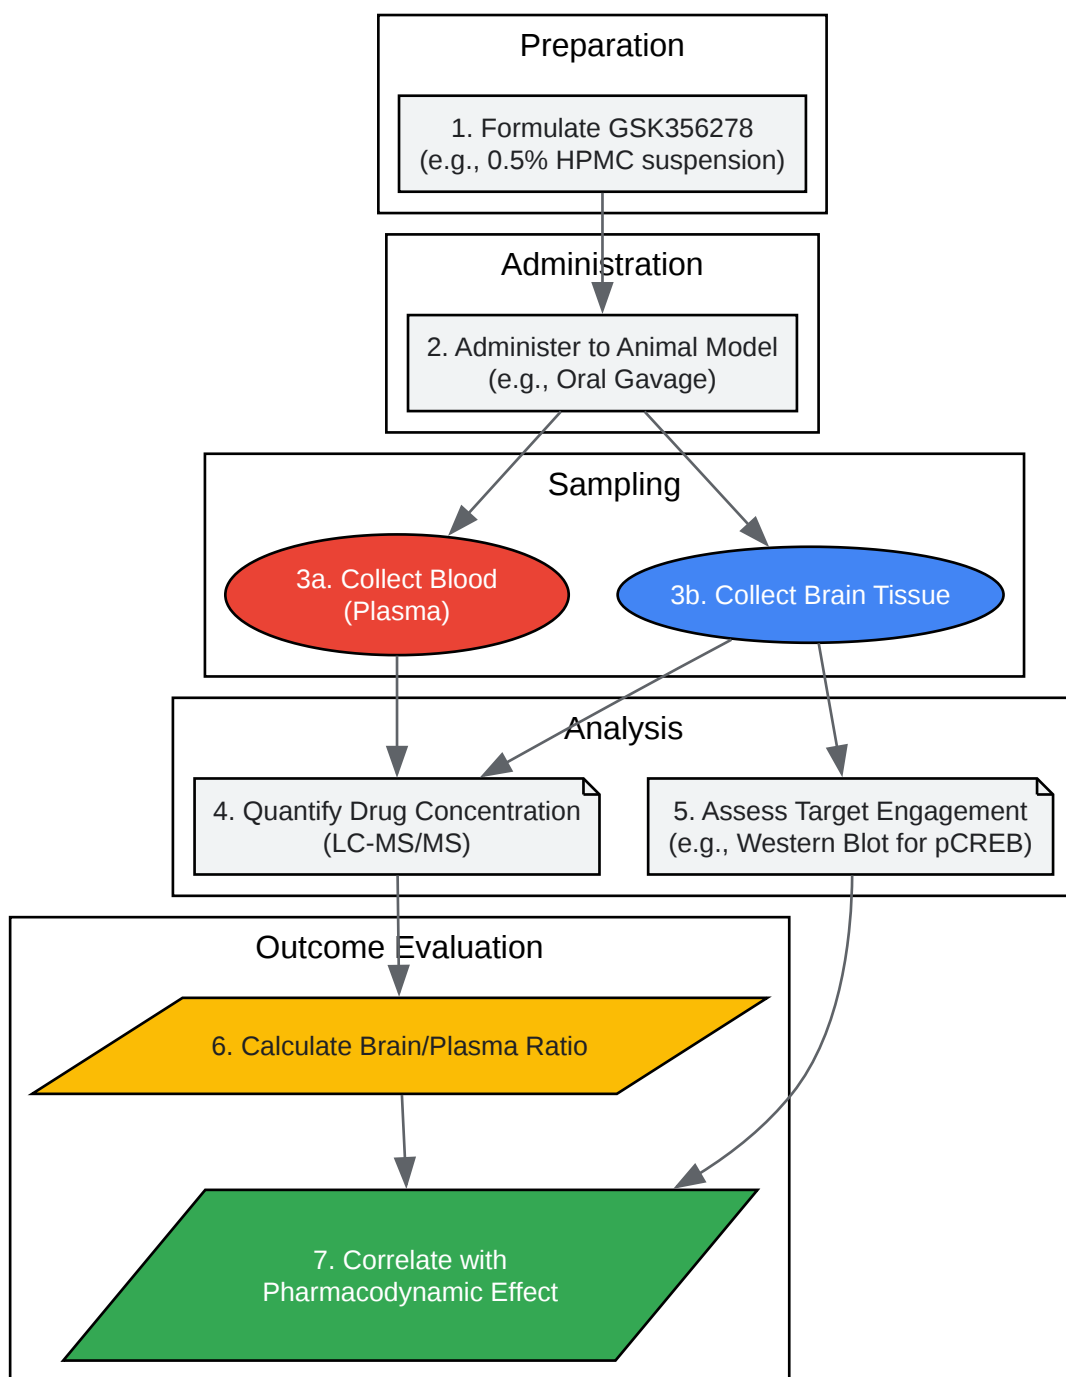 Preparation
1. Formulate GSK356278
(e.g., 0.5% HPMC suspension)
Administration
2. Administer to Animal Model
(e.g., Oral Gavage)
Sampling
3a. Collect Blood
(Plasma)
3b. Collect Brain Tissue
Analysis
4. Quantify Drug Concentration
(LC-MS/MS)
5. Assess Target Engagement
(e.g., Western Blot for pCREB)
Outcome Evaluation
6. Calculate Brain/Plasma Ratio
7. Correlate with
Pharmacodynamic Effect